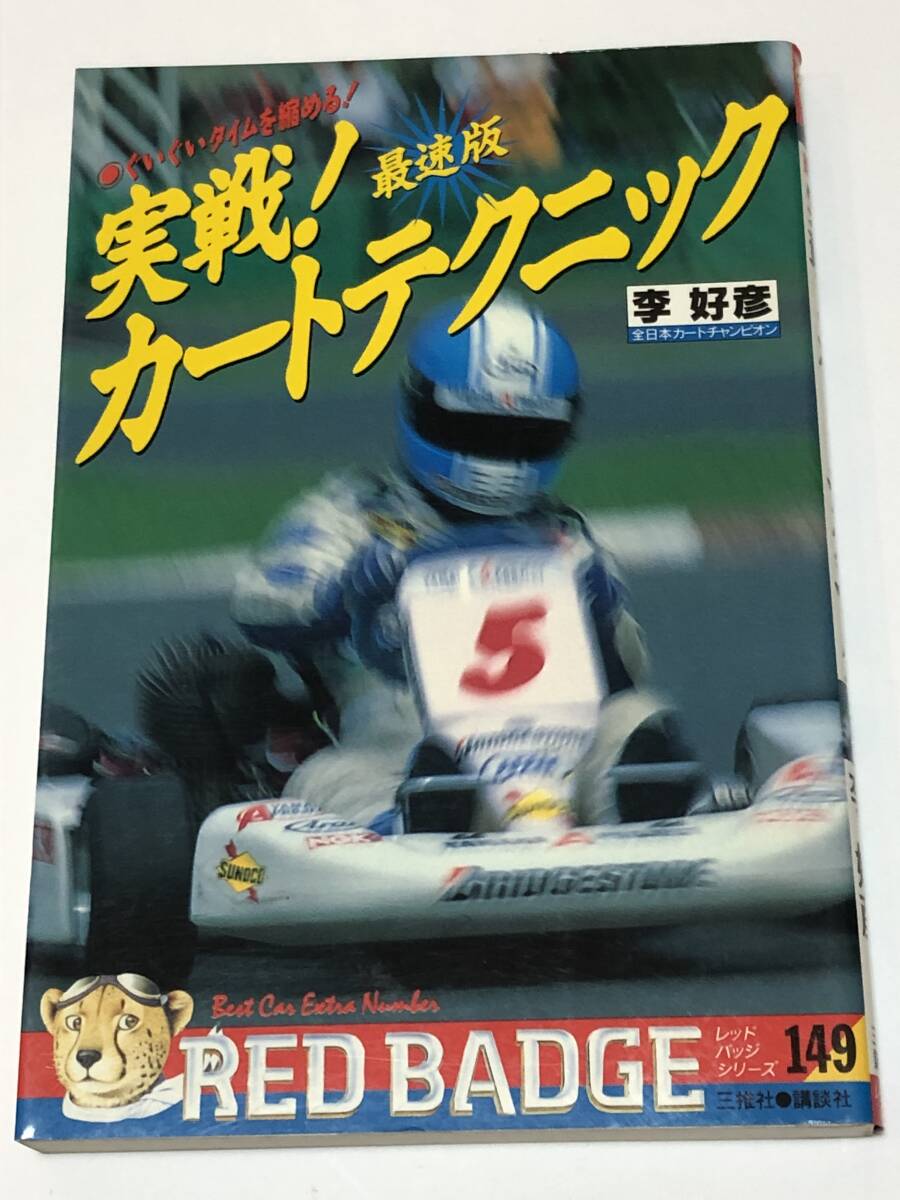 ●ぐいぐいタイムを縮める!
実戦!
最速版
カートテクニック
李 好彦
全日本カートチャンピオン
5
BRIDGESTONE
NGK
SUNOCO
BRIDGESTONE
Best Car Extra Number
RED BADGE
レッド
バッジ
シリーズ
149
三推社●講談社